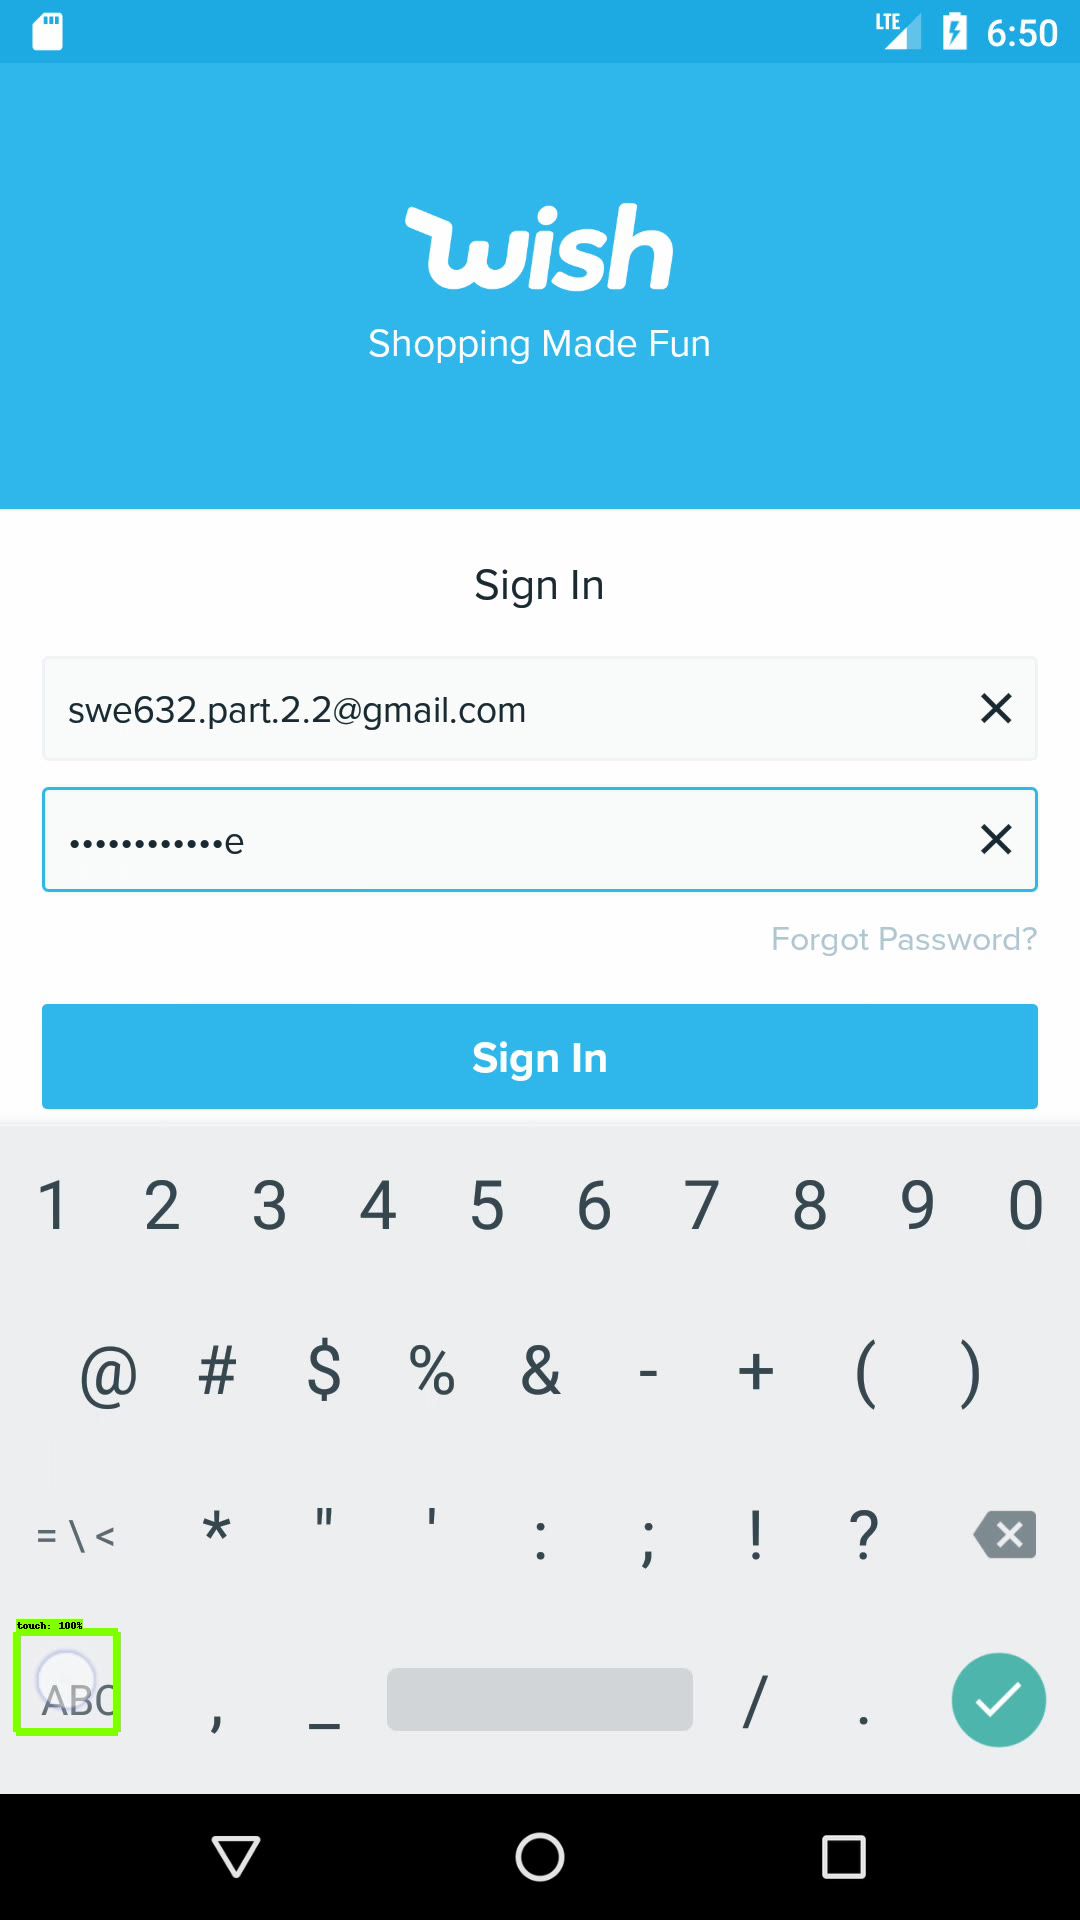 LTE 6:50
wish
Shopping Made Fun
Sign In
swe632.part.2.2@gmail.com
••••••••••••e
Forgot Password?
Sign In
1 2 3 4 5 6 7 8 9 0
@ # $ % & - + ( )
= \ < * " ' : ; ! ?
touch: 100%
ABC , _ / .